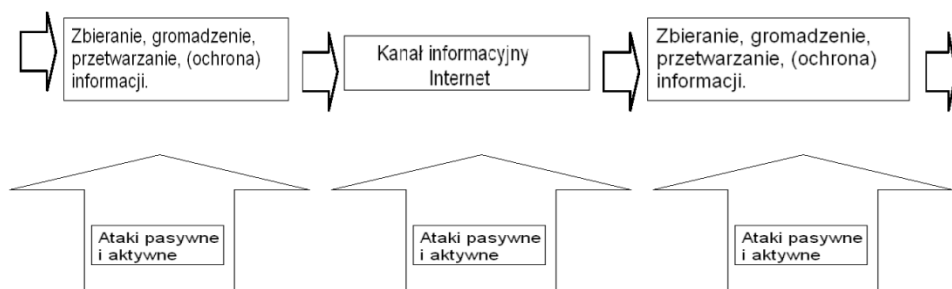 Zbieranie, gromadzenie,
przetwarzanie, (ochrona)
informacji.
Kanał informacyjny
Internet
Zbieranie, gromadzenie,
przetwarzanie, (ochrona)
informacji.
Ataki pasywne
i aktywne
Ataki pasywne
i aktywne
Ataki pasywne
i aktywne